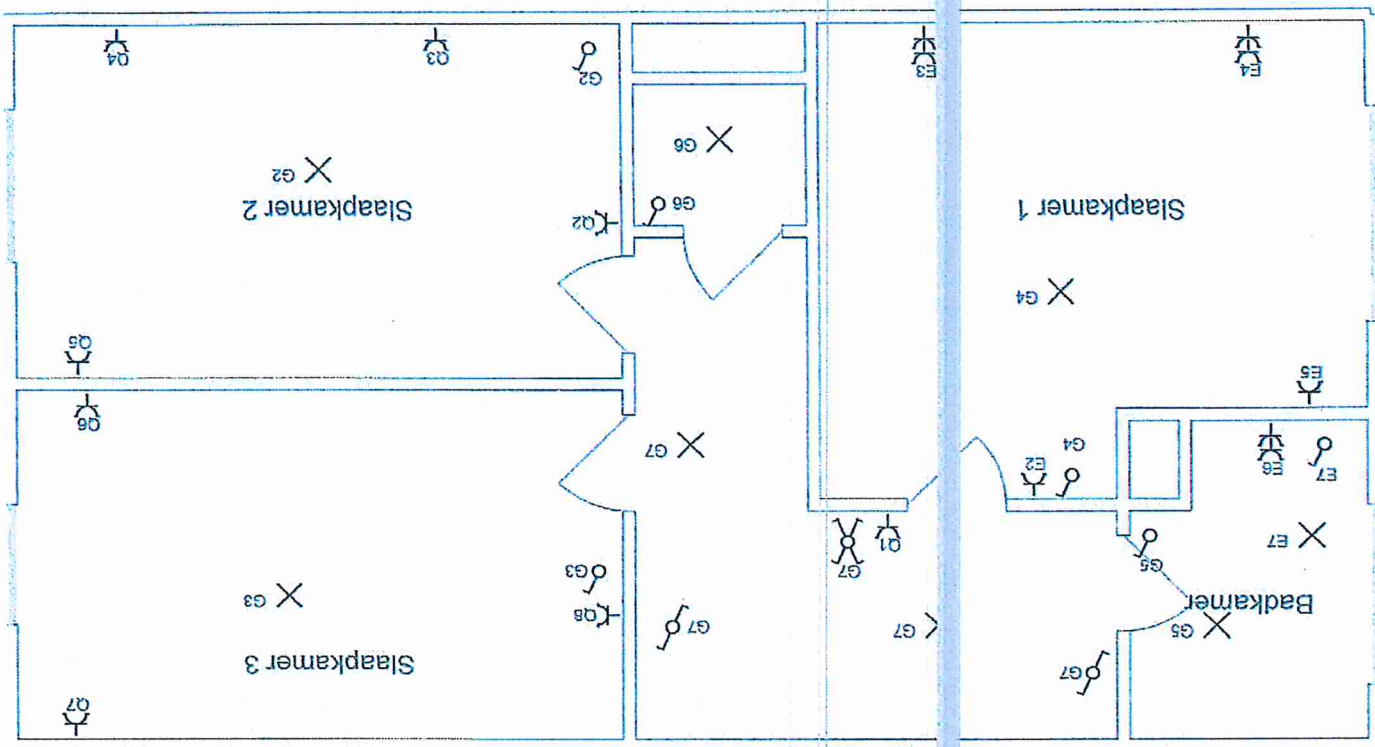 Q7
G7
Slaapkamer 3
G5
G7
G7
Q8
Badkamer
G3
G3
G5
G7
E7
Q1
E7
E6
E2
G4
G7
Q6
E5
Q5
G4
Q2
Slaapkamer 1
G6
Slaapkamer 2
G2
G6
G2
E4
E3
Q3
Q4